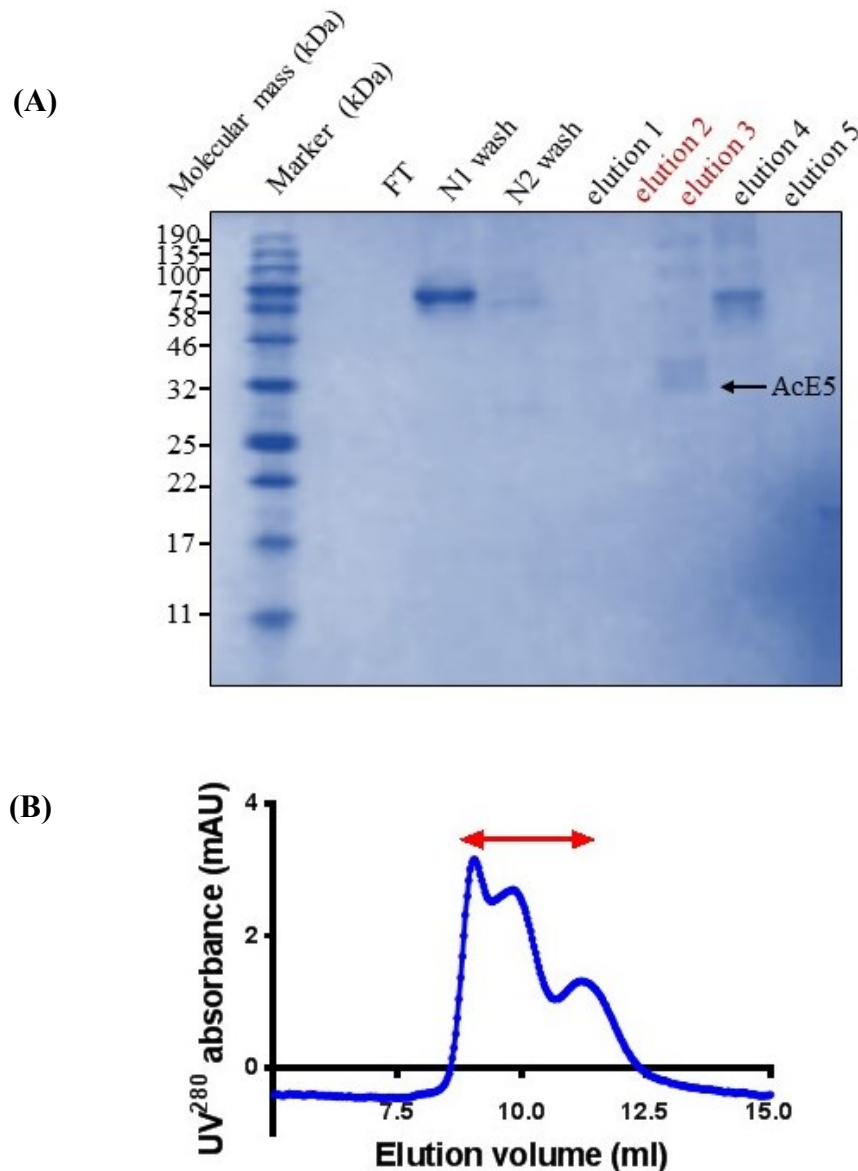 (A)
Molecular mass (kDa)
Marker (kDa)
FT
N1 wash
N2 wash
elution 1
elution 2
elution 3
elution 4
elution 5
190
135
100
75
58
46
32
25
22
17
11
AcE5
(B)
UV280 absorbance (mAU)
4
2
0
7.5
10.0
12.5
15.0
Elution volume (ml)